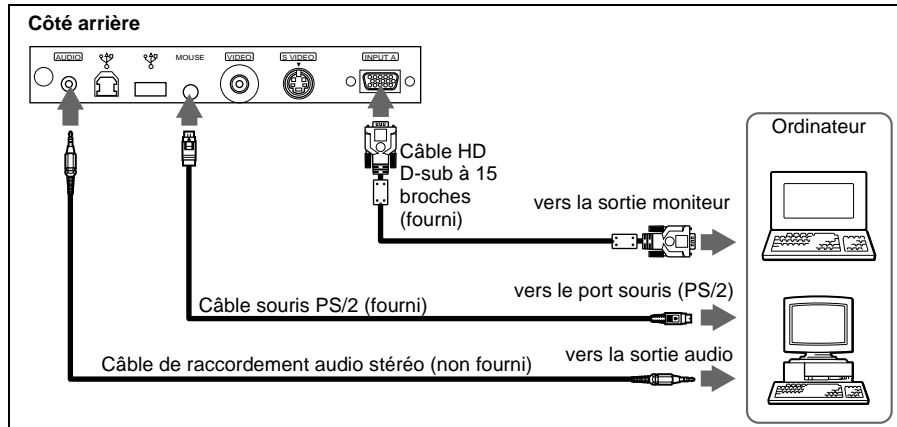 Côté arrière
AUDIO
MOUSE
VIDEO
S VIDEO
INPUT A
Ordinateur
Câble HD
D-sub à 15
broches
(fourni)
vers la sortie moniteur
vers le port souris (PS/2)
Câble souris PS/2 (fourni)
vers la sortie audio
Câble de raccordement audio stéréo (non fourni)